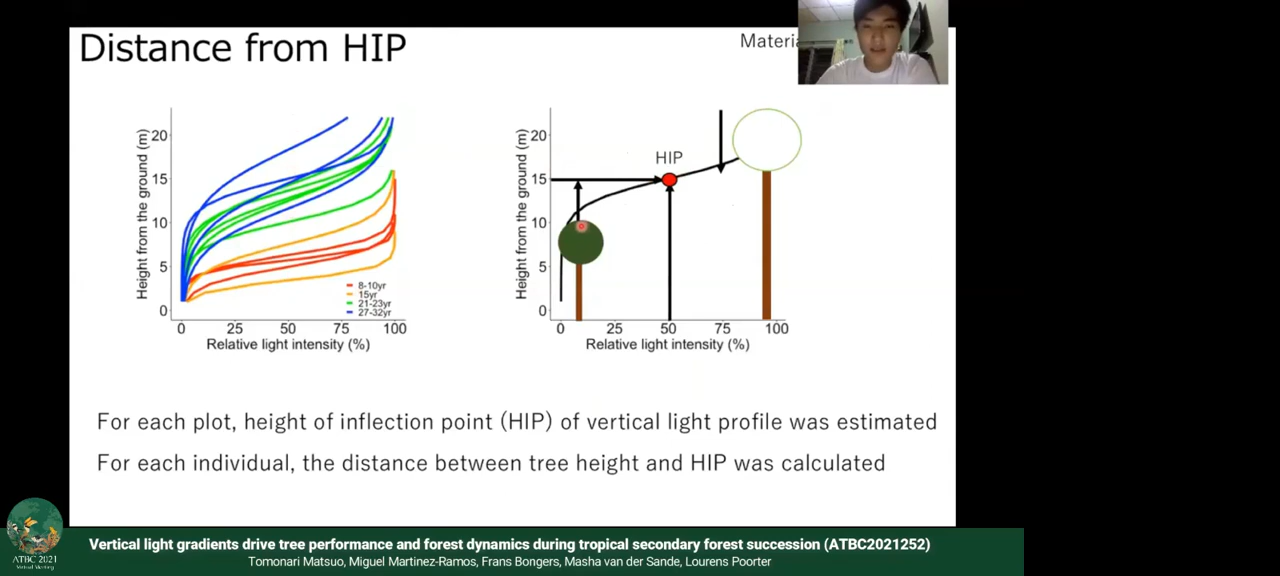 Distance from HIP
Materia
Height from the ground (m)
20
15
10
5
0
8-10yr
15yr
21-23yr
27-32yr
0 25 50 75 100
Relative light intensity (%)
Height from the ground (m)
20
15
10
5
0
HIP
0 25 50 75 100
Relative light intensity (%)
For each plot, height of inflection point (HIP) of vertical light profile was estimated
For each individual, the distance between tree height and HIP was calculated
ATBC 2021
Virtual Meeting
Vertical light gradients drive tree performance and forest dynamics during tropical secondary forest succession (ATBC2021252)
Tomonari Matsuo, Miguel Martinez-Ramos, Frans Bongers, Masha van der Sande, Lourens Poorter